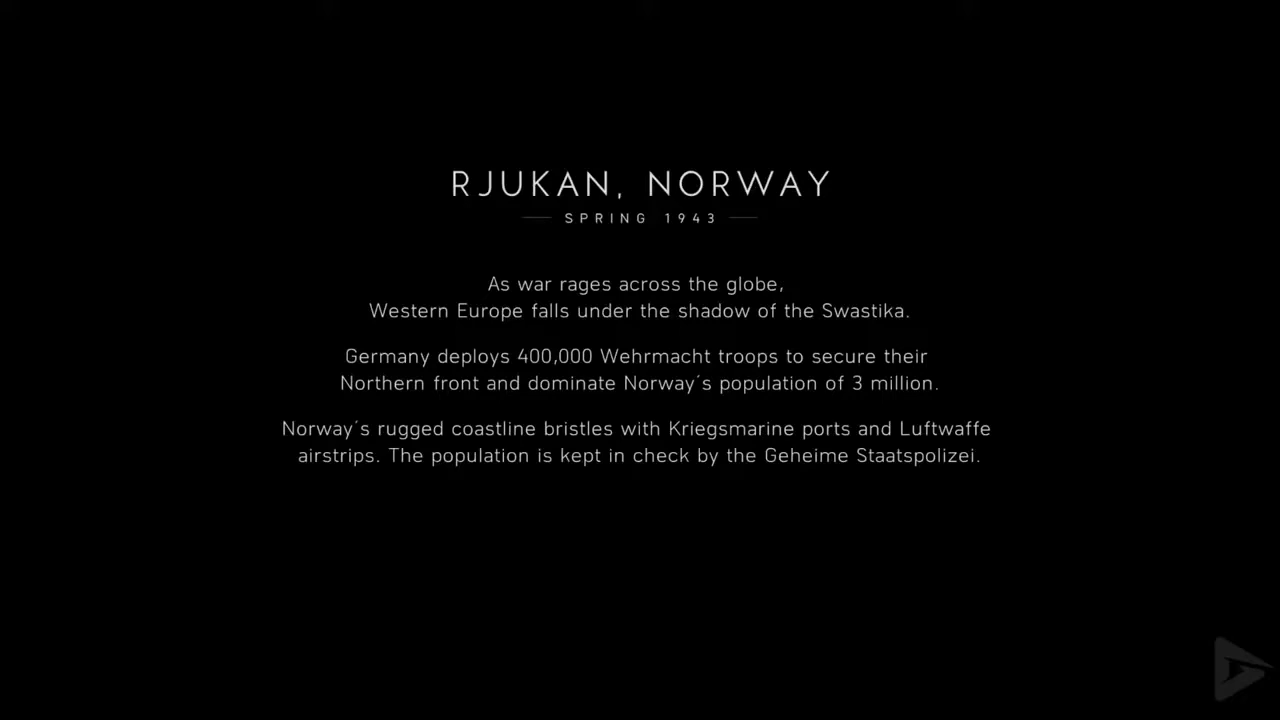 RJUKAN, NORWAY
SPRING 1943
As war rages across the globe,
Western Europe falls under the shadow of the Swastika.
Germany deploys 400,000 Wehrmacht troops to secure their
Northern front and dominate Norway´s population of 3 million.
Norway´s rugged coastline bristles with Kriegsmarine ports and Luftwaffe
airstrips. The population is kept in check by the Geheime Staatspolizei.